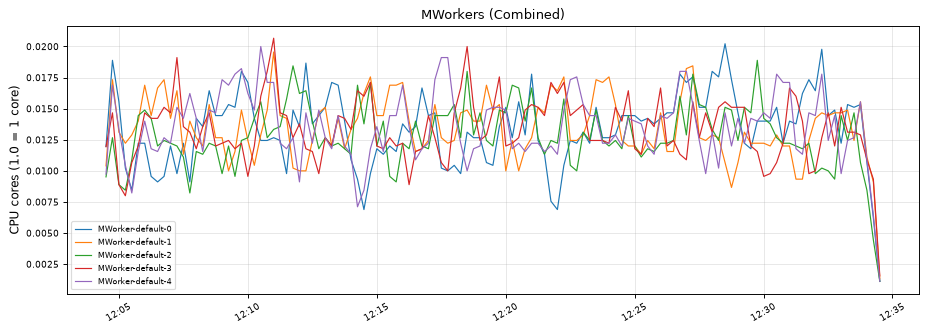 MWorkers (Combined)
CPU cores (1.0 = 1 core)
0.0200
0.0175
0.0150
0.0125
0.0100
0.0075
0.0050
0.0025
MWorker-default-0
MWorker-default-1
MWorker-default-2
MWorker-default-3
MWorker-default-4
12:05
12:10
12:15
12:20
12:25
12:30
12:35